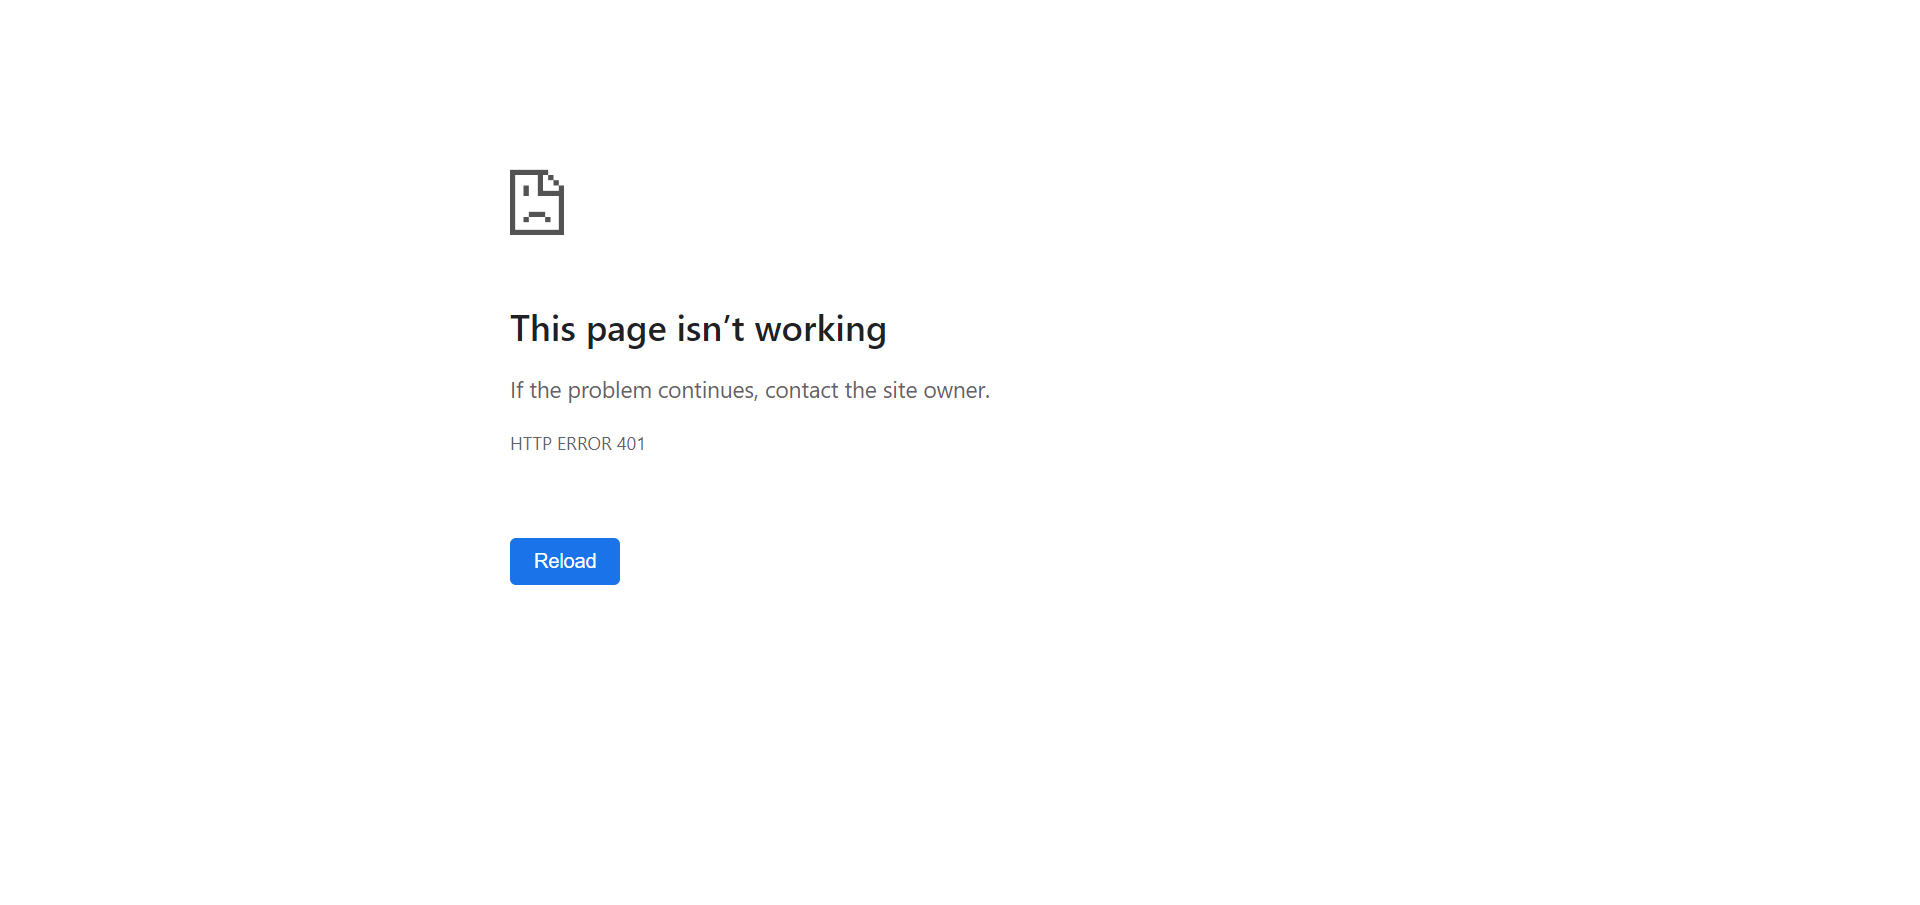 This page isn’t working
If the problem continues, contact the site owner.
HTTP ERROR 401
Reload